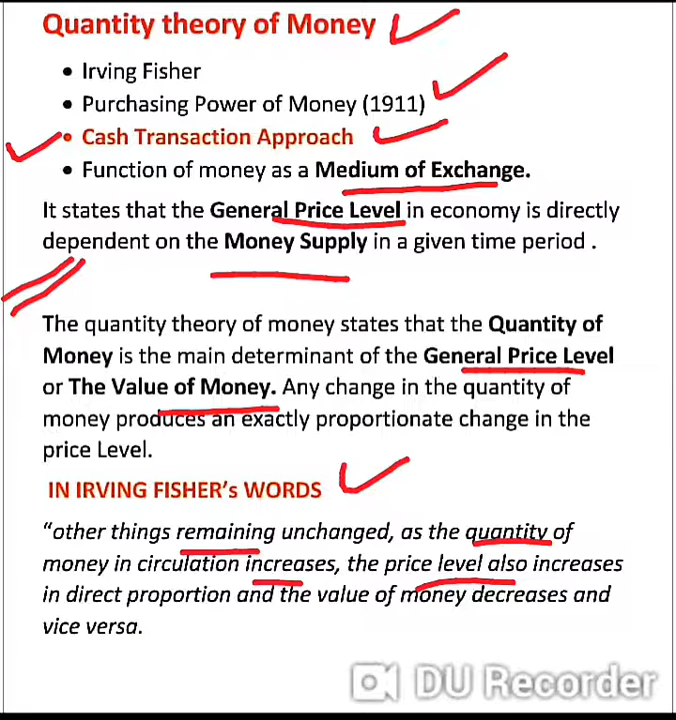 Quantity theory of Money
• Irving Fisher
• Purchasing Power of Money (1911)
• Cash Transaction Approach
• Function of money as a Medium of Exchange.
It states that the General Price Level in economy is directly
dependent on the Money Supply in a given time period .
The quantity theory of money states that the Quantity of
Money is the main determinant of the General Price Level
or The Value of Money. Any change in the quantity of
money produces an exactly proportionate change in the
price Level.
IN IRVING FISHER's WORDS
“other things remaining unchanged, as the quantity of
money in circulation increases, the price level also increases
in direct proportion and the value of money decreases and
vice versa.
DU Recorder